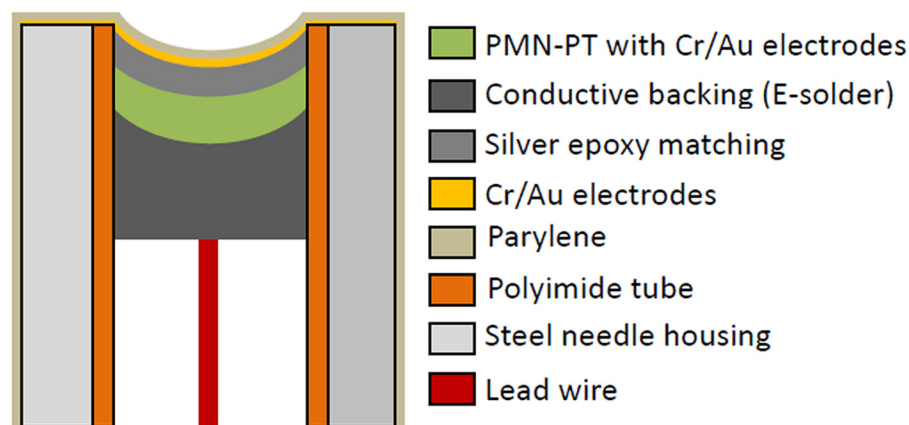 PMN-PT with Cr/Au electrodes
Conductive backing (E-solder)
Silver epoxy matching
Cr/Au electrodes
Parylene
Polyimide tube
Steel needle housing
Lead wire